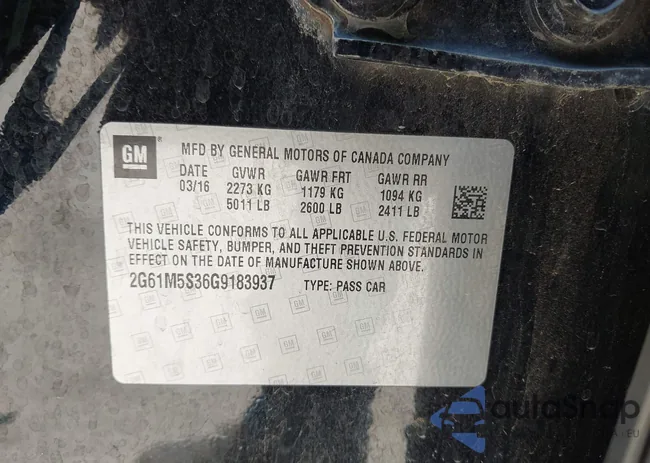 GM
MFD BY GENERAL MOTORS OF CANADA COMPANY
DATE GVWR GAWR FRT GAWR RR
03/16 2273 KG 1179 KG 1094 KG
5011 LB 2600 LB 2411 LB
THIS VEHICLE CONFORMS TO ALL APPLICABLE U.S. FEDERAL MOTOR
VEHICLE SAFETY, BUMPER, AND THEFT PREVENTION STANDARDS IN
EFFECT ON THE DATE OF MANUFACTURE SHOWN ABOVE.
2G61M5S36G9183937 TYPE: PASS CAR
autoSnap